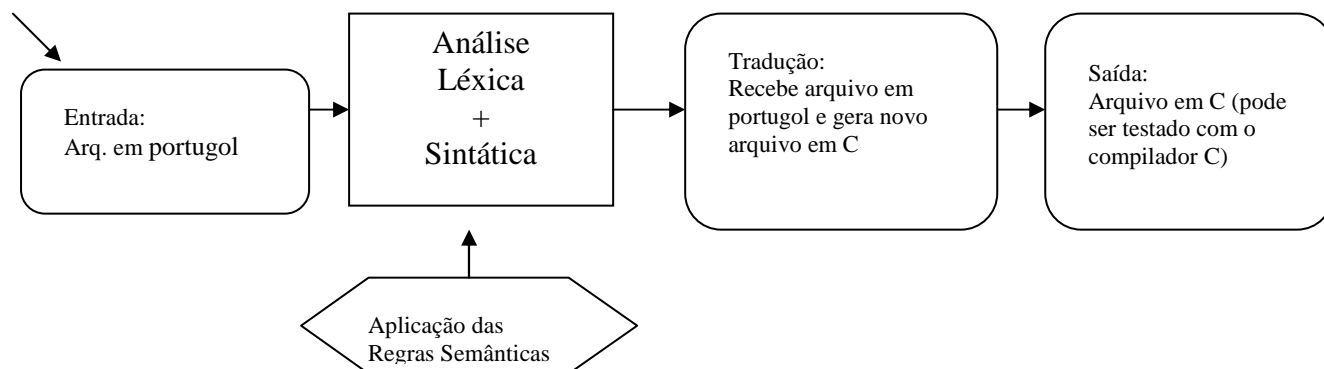 Entrada:
Arq. em portugol
Análise
Léxica
+
Sintática
Tradução:
Recebe arquivo em
portugol e gera novo
arquivo em C
Saída:
Arquivo em C (pode
ser testado com o
compilador C)
Aplicação das
Regras Semânticas